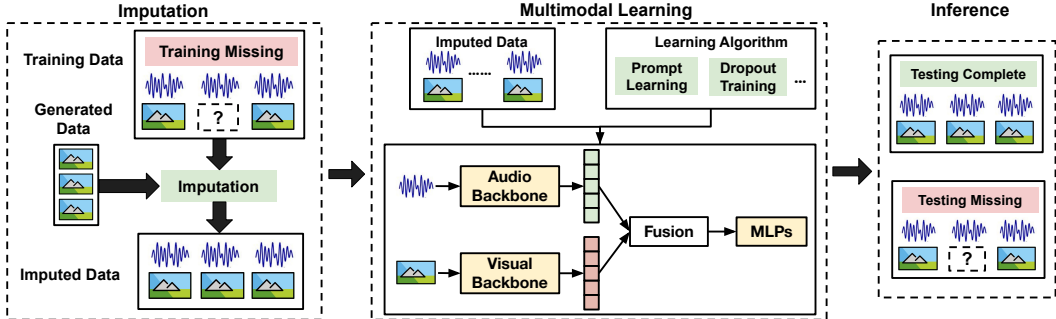 Imputation
Training Data
Training Missing
?
Generated
Data
Imputation
Imputed Data
Multimodal Learning
Imputed Data
......
Learning Algorithm
Prompt
Learning
Dropout
Training
...
Audio
Backbone
Visual
Backbone
Fusion
MLPs
Inference
Testing Complete
Testing Missing
?